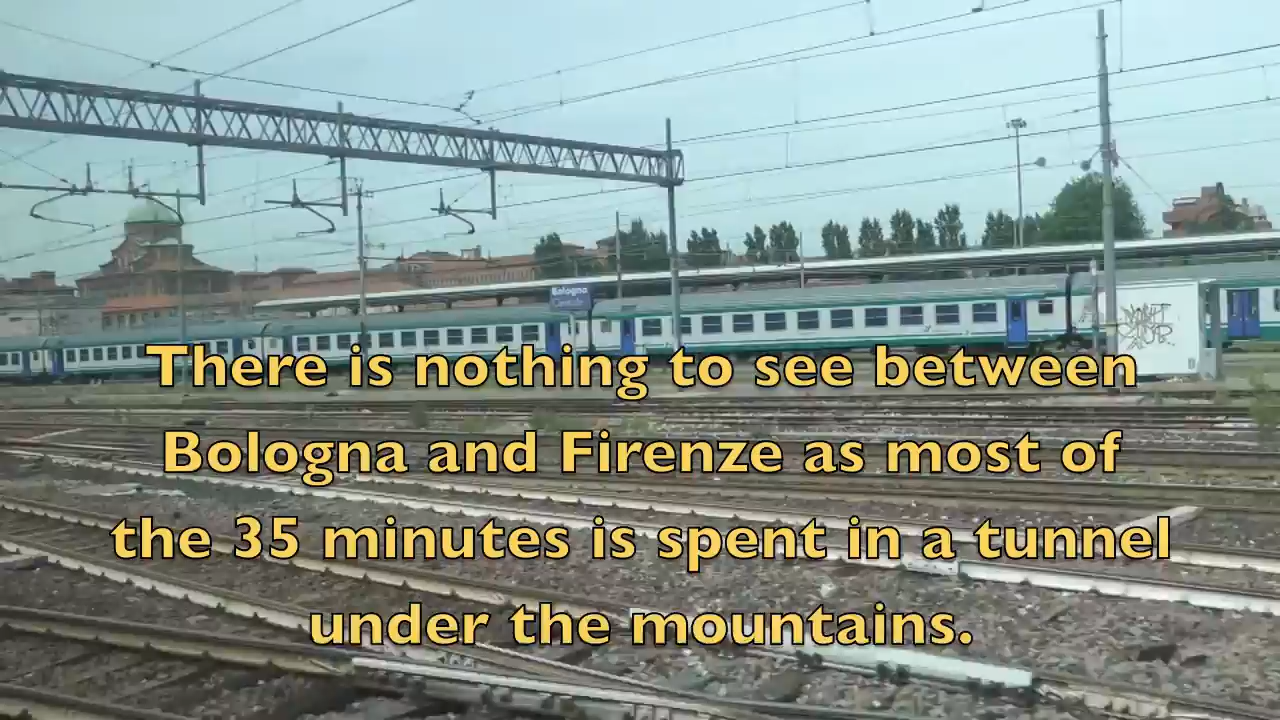 Bologna
Centrale
There is nothing to see between
Bologna and Firenze as most of
the 35 minutes is spent in a tunnel
under the mountains.